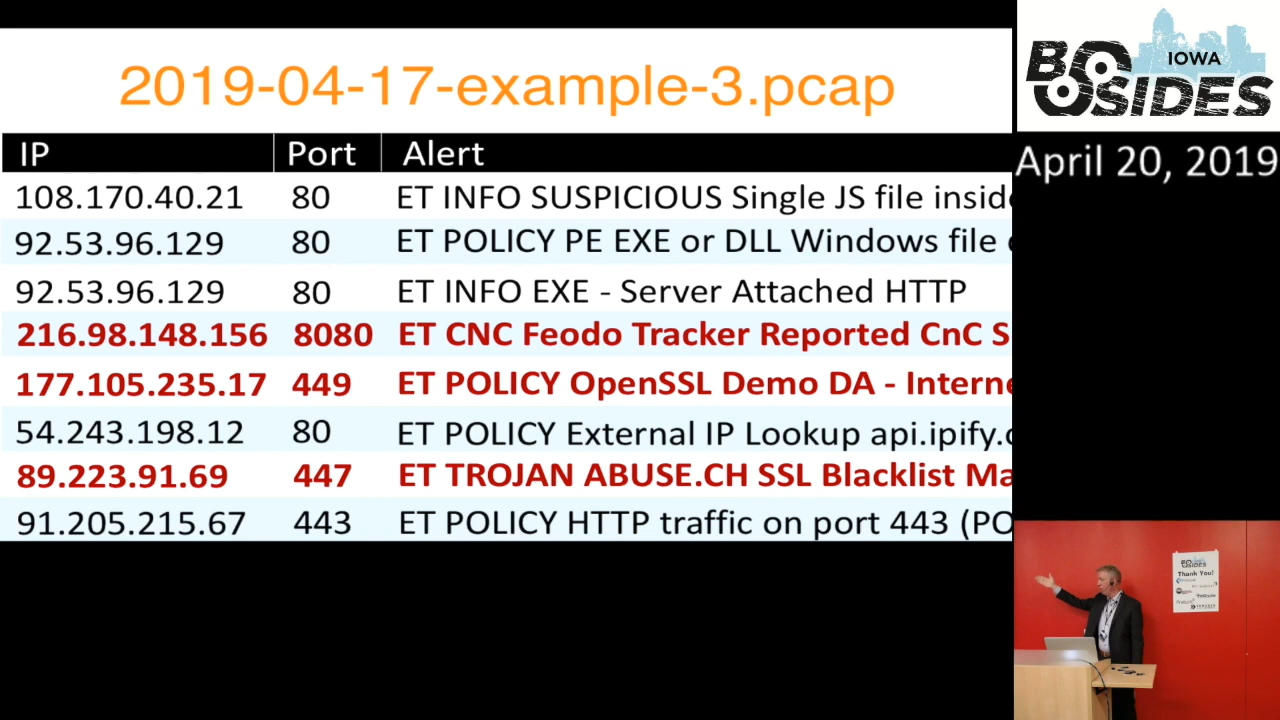 2019-04-17-example-3.pcap
IP Port Alert
108.170.40.21 80 ET INFO SUSPICIOUS Single JS file insid
92.53.96.129 80 ET POLICY PE EXE or DLL Windows file
92.53.96.129 80 ET INFO EXE - Server Attached HTTP
216.98.148.156 8080 ET CNC Feodo Tracker Reported CnC S
177.105.235.17 449 ET POLICY OpenSSL Demo DA - Interne
54.243.198.12 80 ET POLICY External IP Lookup api.ipify.
89.223.91.69 447 ET TROJAN ABUSE.CH SSL Blacklist Ma
91.205.215.67 443 ET POLICY HTTP traffic on port 443 (PO
IOWA
BSIDES
April 20, 2019
BSIDES
Thank You!